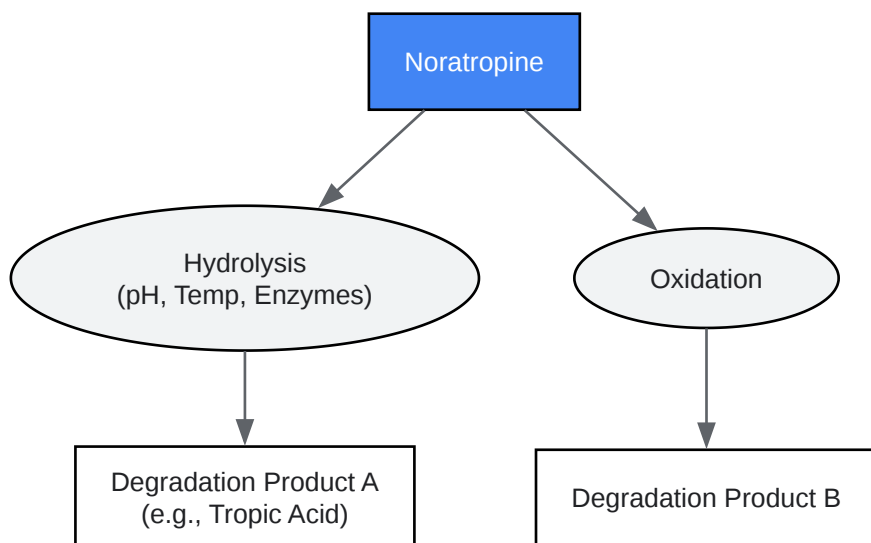 Noratropine
Hydrolysis
(pH, Temp, Enzymes)
Oxidation
Degradation Product A
(e.g., Tropic Acid)
Degradation Product B